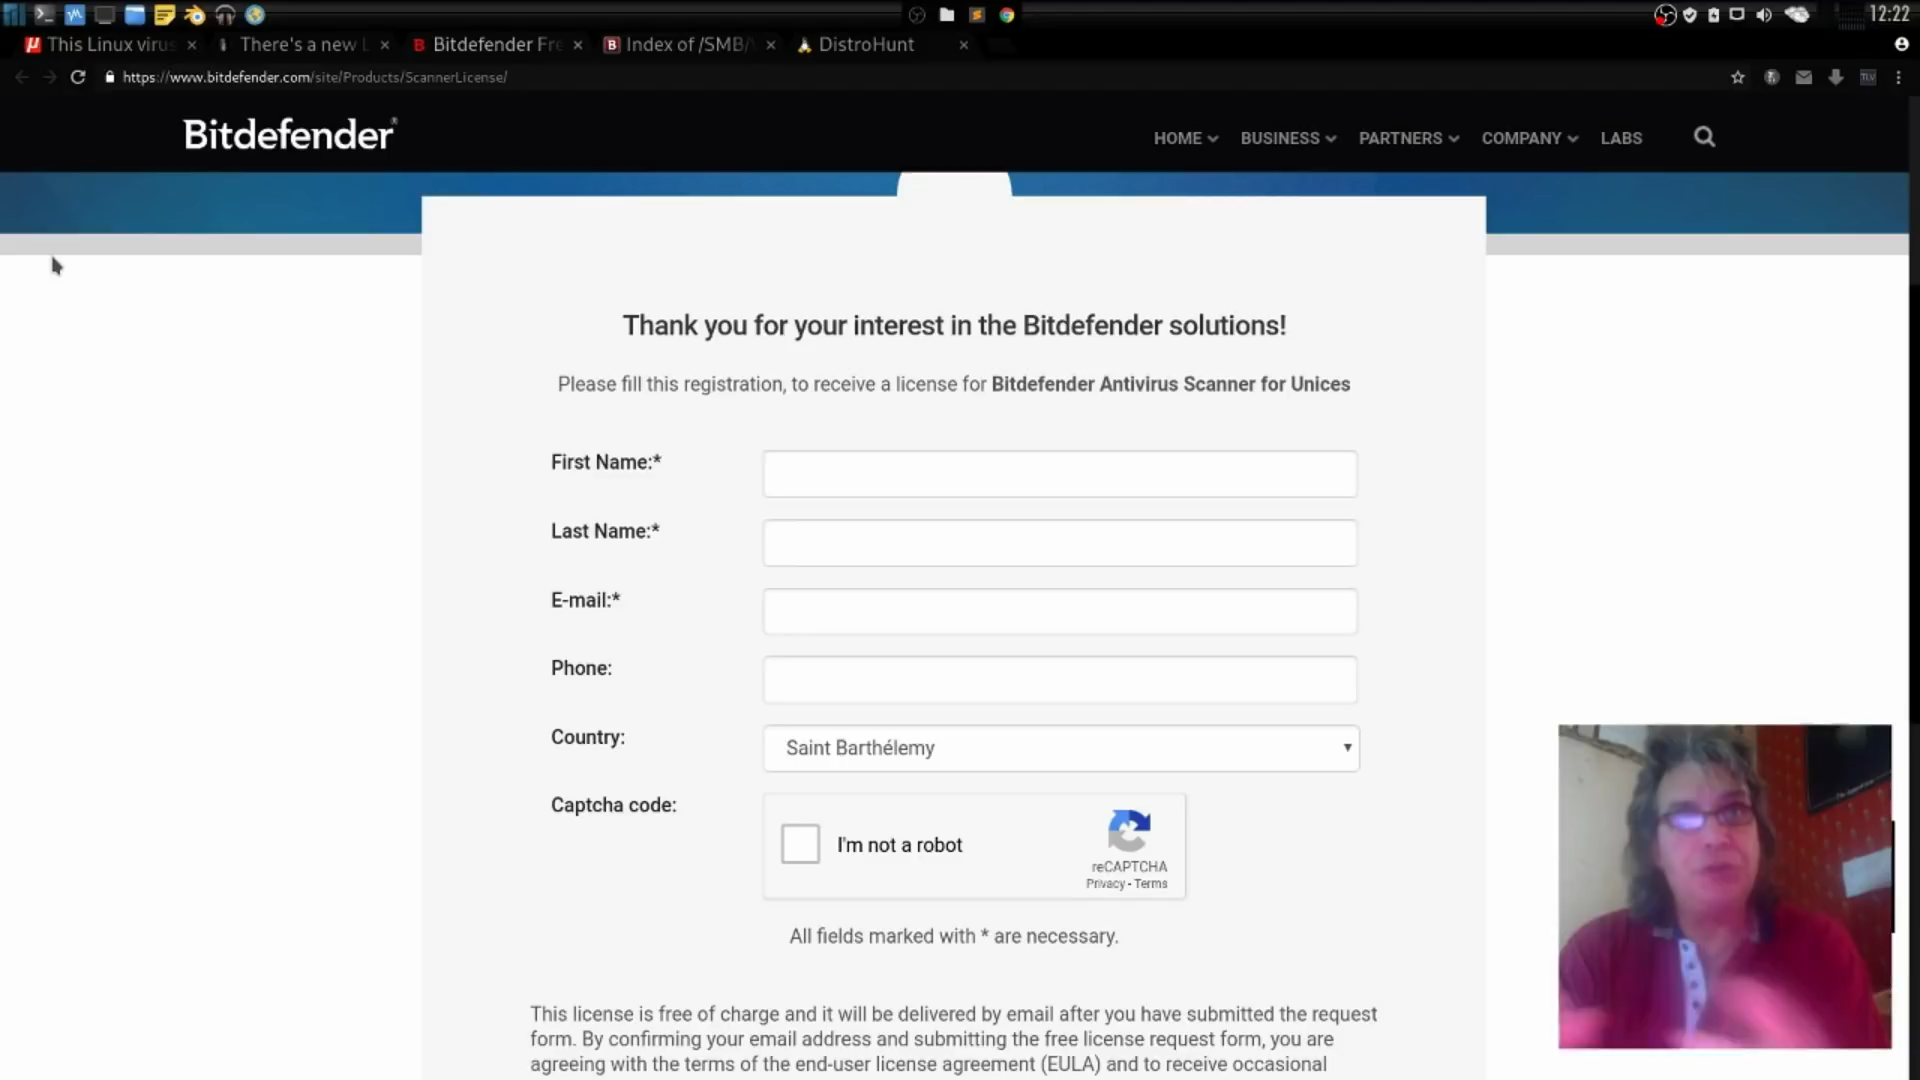 12:22
This Linux virus
There's a new L
Bitdefender Fre
Index of /SMB/
DistroHunt
https://www.bitdefender.com/site/Products/ScannerLicense/
Bitdefender®
HOME
BUSINESS
PARTNERS
COMPANY
LABS
Thank you for your interest in the Bitdefender solutions!
Please fill this registration, to receive a license for Bitdefender Antivirus Scanner for Unices
First Name:*
Last Name:*
E-mail:*
Phone:
Country:
Saint Barthélemy
Captcha code:
I'm not a robot
reCAPTCHA
Privacy - Terms
All fields marked with * are necessary.
This license is free of charge and it will be delivered by email after you have submitted the request
form. By confirming your email address and submitting the free license request form, you are
agreeing with the terms of the end-user license agreement (EULA) and to receive occasional